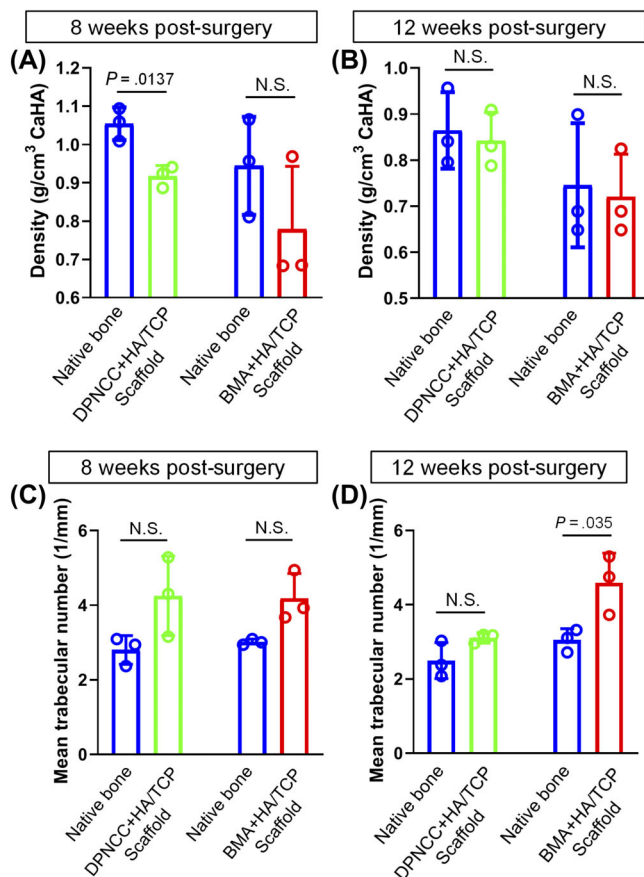 8 weeks post-surgery
12 weeks post-surgery
(A)
Density (g/cm³ CaHA)
1.2
1.1
1.0
0.9
0.8
0.7
0.6
P = .0137
N.S.
Native bone
DPNCC+HA/TCP
Scaffold
Native bone
BMA+HA/TCP
Scaffold
(B)
Density (g/cm³ CaHA)
1.0
0.9
0.8
0.7
0.6
0.5
N.S.
N.S.
Native bone
DPNCC+HA/TCP
Scaffold
Native bone
BMA+HA/TCP
Scaffold
8 weeks post-surgery
12 weeks post-surgery
(C)
Mean trabecular number (1/mm)
6
4
2
0
N.S.
N.S.
Native bone
DPNCC+HA/TCP
Scaffold
Native bone
BMA+HA/TCP
Scaffold
(D)
Mean trabecular number (1/mm)
6
4
2
0
N.S.
P = .035
Native bone
DPNCC+HA/TCP
Scaffold
Native bone
BMA+HA/TCP
Scaffold